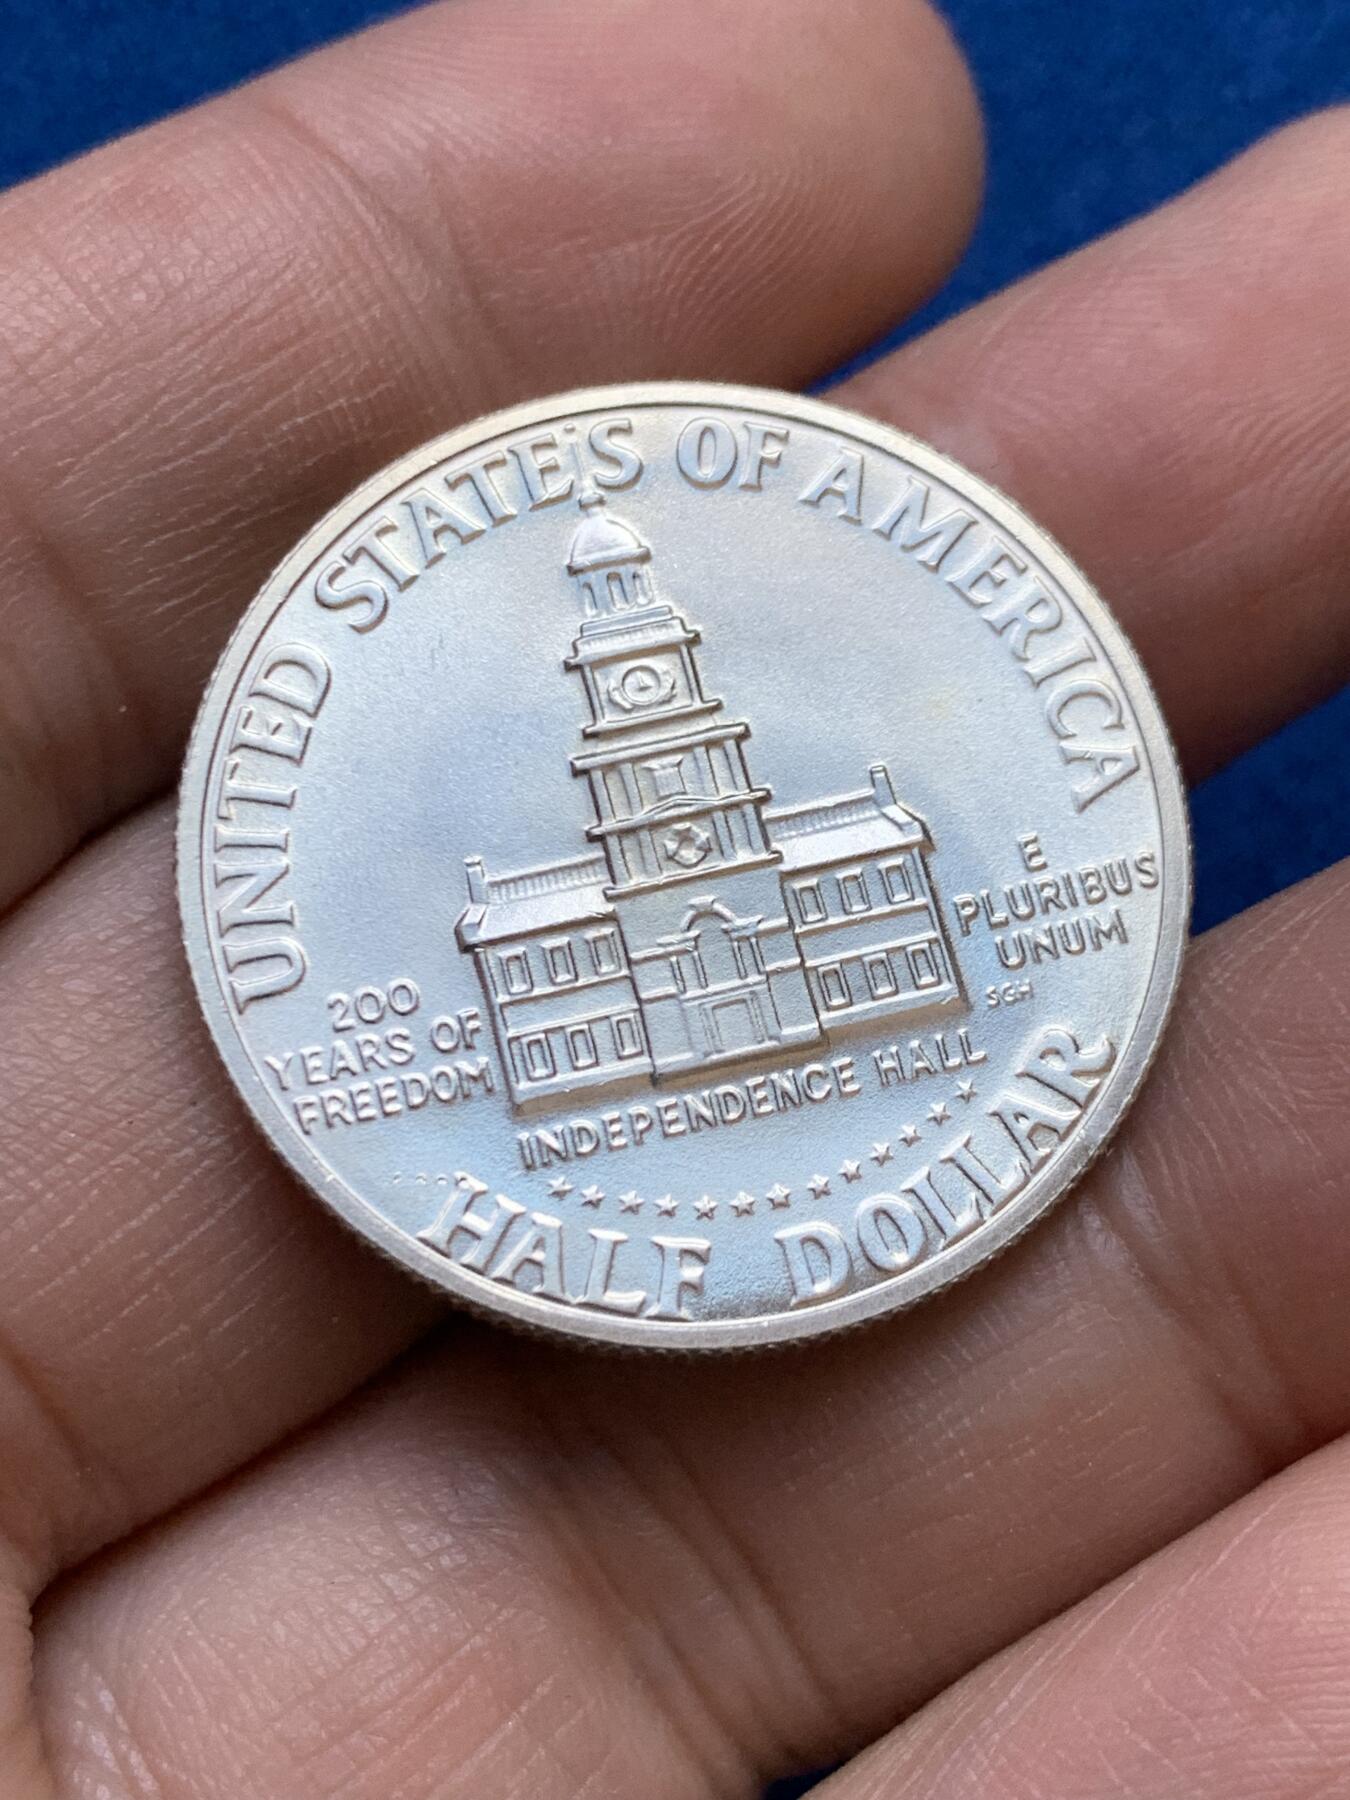 UNITED STATES OF AMERICA
200
YEARS OF
FREEDOM
E
PLURIBUS
UNUM
SGH
INDEPENDENCE HALL
HALF DOLLAR